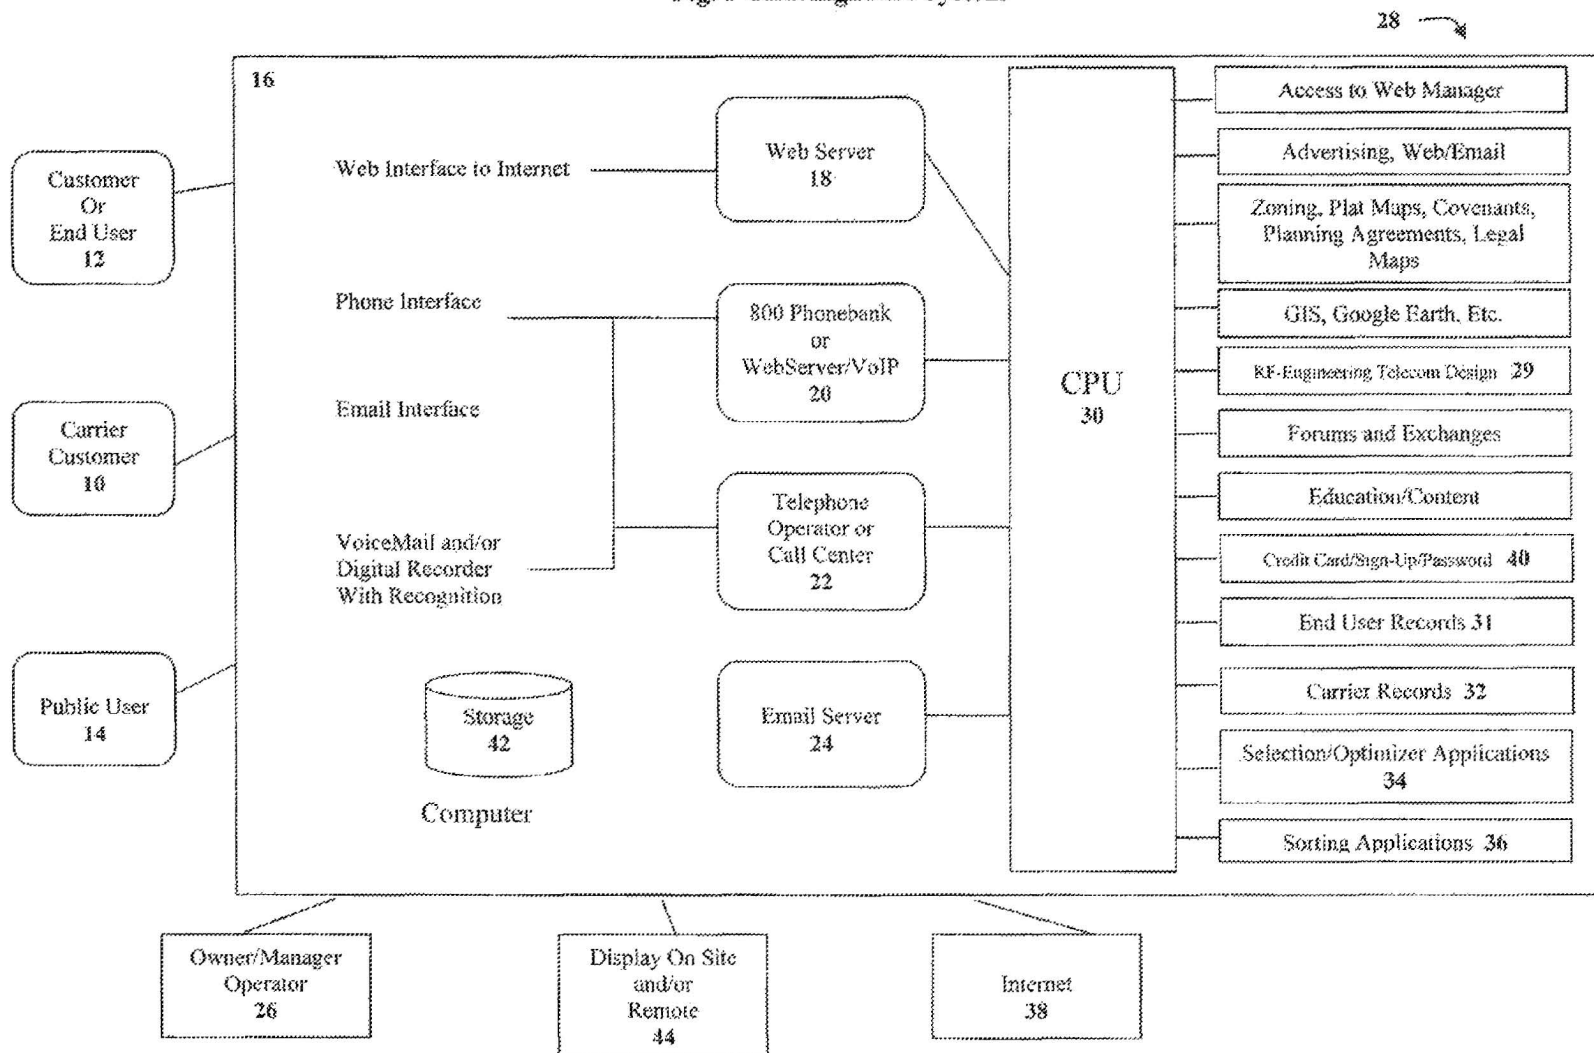 28
16
Customer
Or
End User
12
Carrier
Customer
10
Public User
14
Web Interface to Internet
Phone Interface
Email Interface
VoiceMail and/or
Digital Recorder
With Recognition
Storage
42
Computer
Web Server
18
800 Phonebank
or
WebServer/VoIP
20
Telephone
Operator or
Call Center
22
Email Server
24
CPU
30
Access to Web Manager
Advertising, Web/Email
Zoning, Plat Maps, Covenants,
Planning Agreements, Legal
Maps
GIS, Google Earth, Etc.
RF-Engineering Telecom Design 29
Forums and Exchanges
Education/Content
Credit Card/Sign-Up/Password 40
End User Records 31
Carrier Records 32
Selection/Optimizer Applications
34
Sorting Applications 36
Owner/Manager
Operator
26
Display On Site
and/or
Remote
44
Internet
38